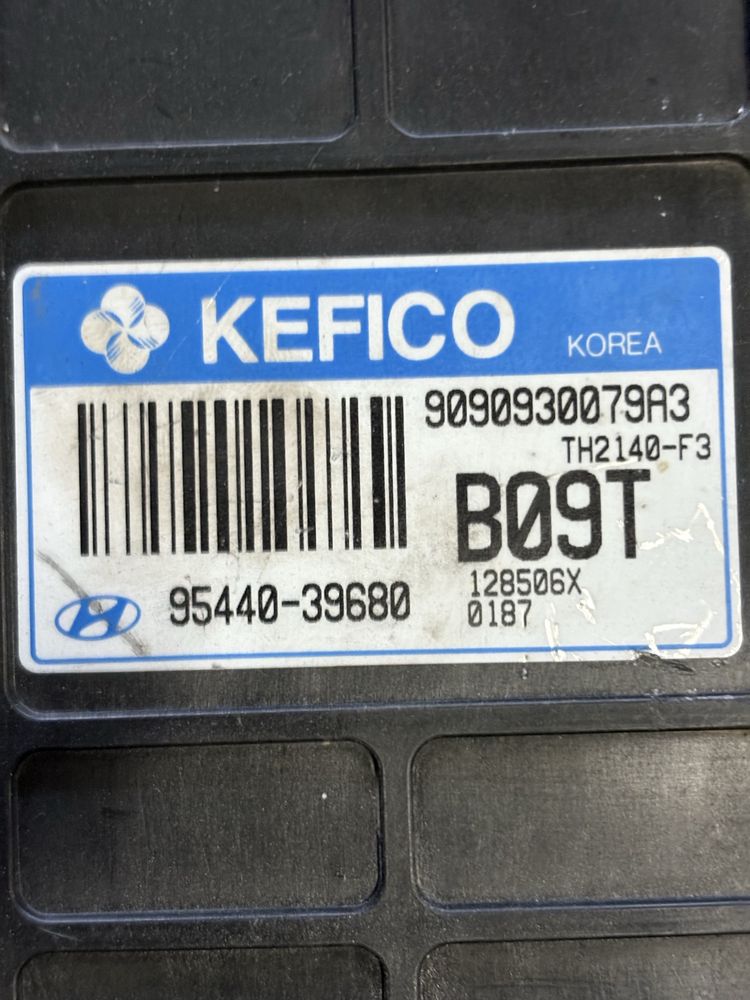 KEFICO
KOREA
9090930079A3
TH2140-F3
B09T
128506X
0187
95440-39680